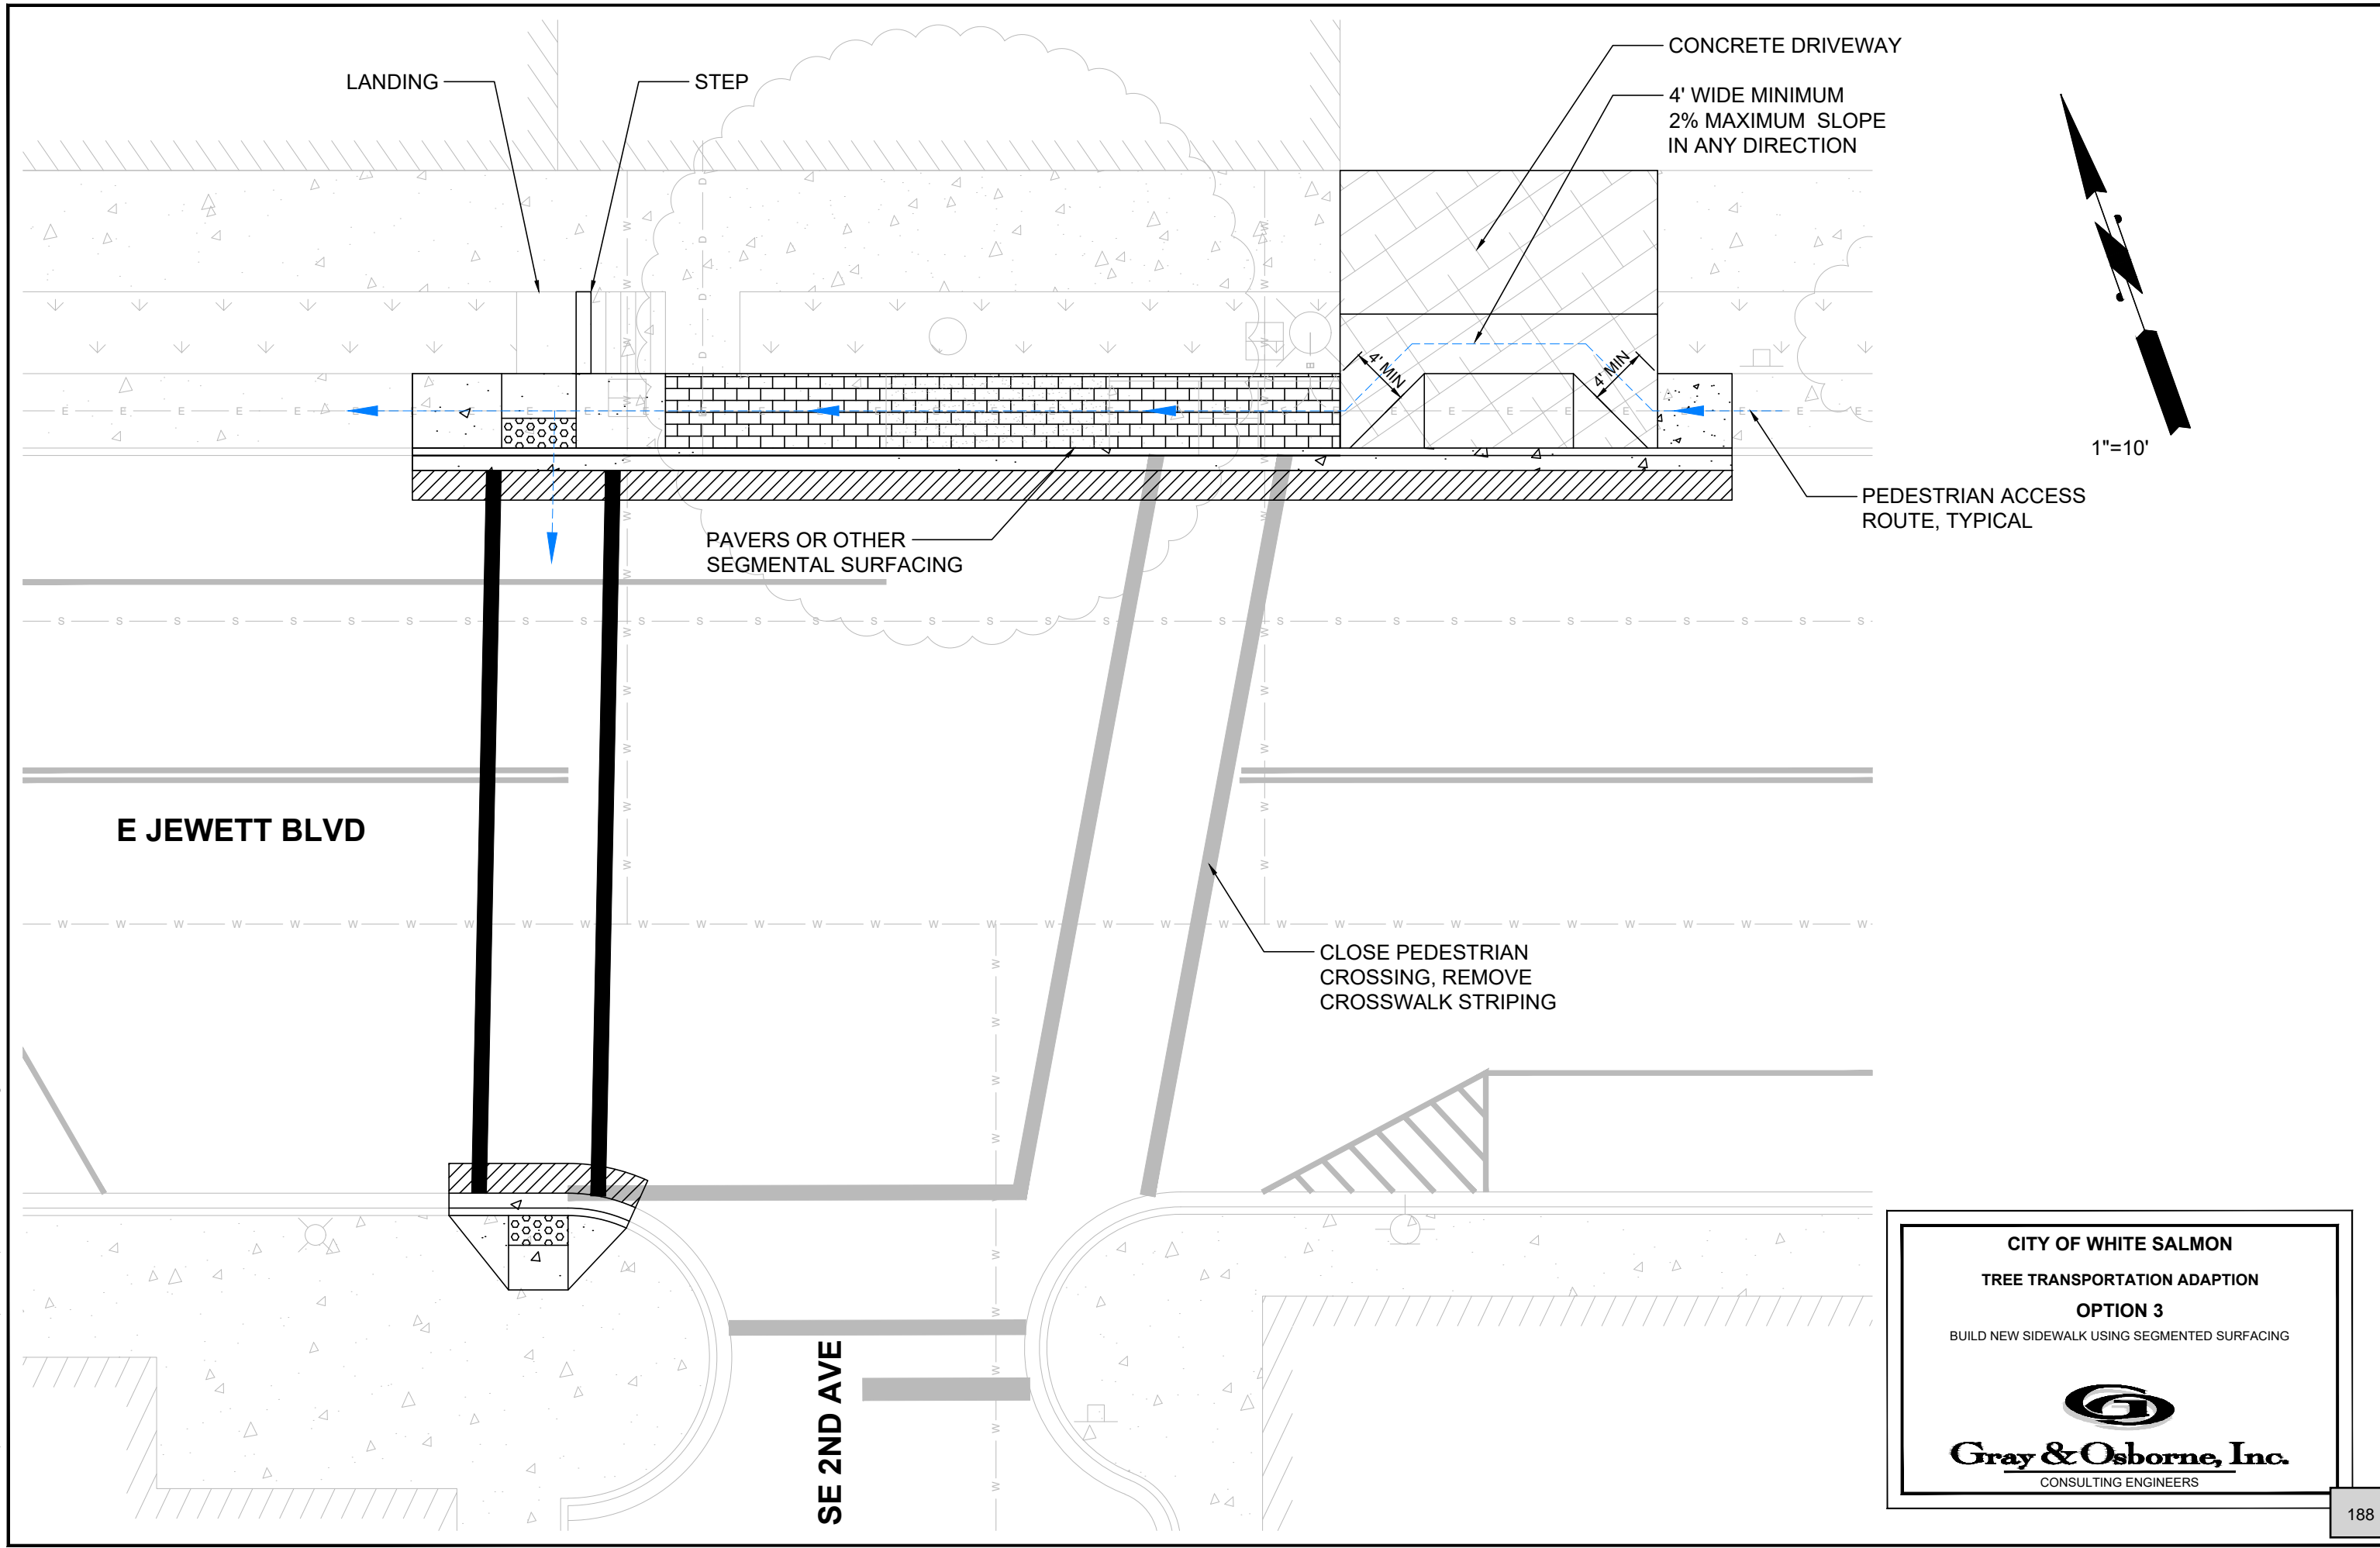 LANDING
STEP
CONCRETE DRIVEWAY
4' WIDE MINIMUM
2% MAXIMUM SLOPE
IN ANY DIRECTION
4' MIN
4' MIN
1"=10'
PEDESTRIAN ACCESS
ROUTE, TYPICAL
PAVERS OR OTHER
SEGMENTAL SURFACING
E JEWETT BLVD
CLOSE PEDESTRIAN
CROSSING, REMOVE
CROSSWALK STRIPING
SE 2ND AVE
CITY OF WHITE SALMON
TREE TRANSPORTATION ADAPTION
OPTION 3
BUILD NEW SIDEWALK USING SEGMENTED SURFACING
Gray & Osborne, Inc.
CONSULTING ENGINEERS
188